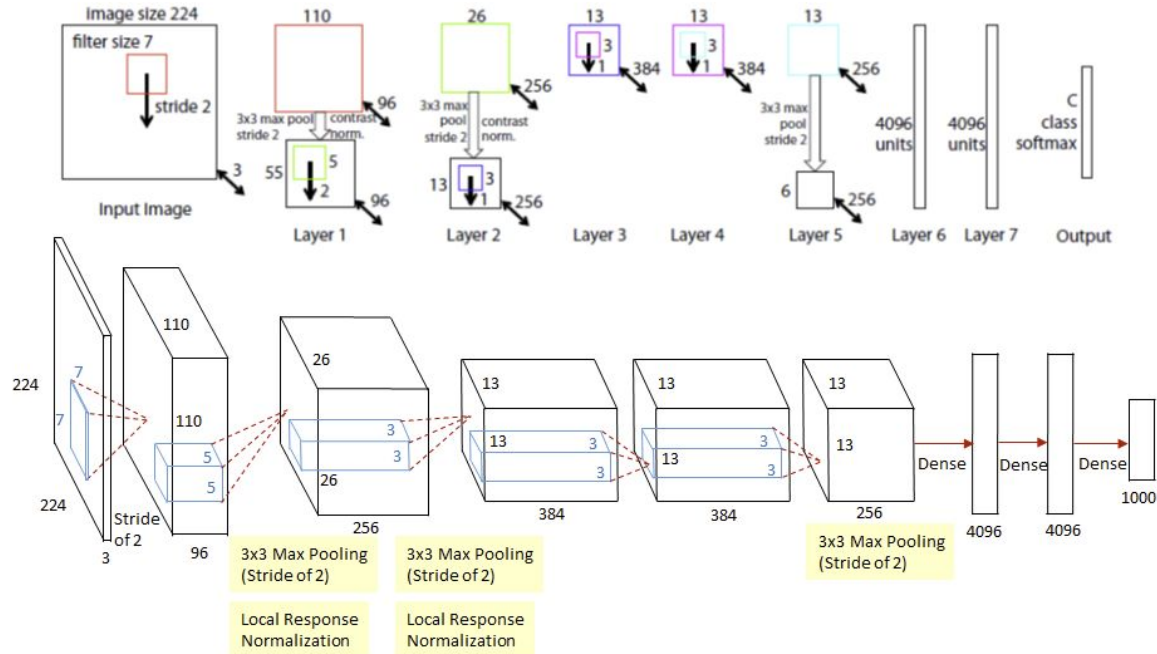 image size 224
filter size 7
stride 2
3
Input Image
110
96
3x3 max pool
stride 2
contrast
norm.
55
5
2
96
Layer 1
26
256
3x3 max
pool
stride 2
contrast
norm.
13
3
1
256
Layer 2
13
3
1
384
Layer 3
13
3
1
384
Layer 4
13
256
3x3 max
pool
stride 2
6
256
Layer 5
4096
units
Layer 6
4096
units
Layer 7
C
class
softmax
Output
224
7
7
224
3
Stride
of 2
110
110
5
5
96
26
3
3
26
256
13
13
3
3
384
13
13
3
3
384
13
13
256
Dense
4096
Dense
4096
Dense
1000
3x3 Max Pooling
(Stride of 2)
Local Response
Normalization
3x3 Max Pooling
(Stride of 2)
Local Response
Normalization
3x3 Max Pooling
(Stride of 2)